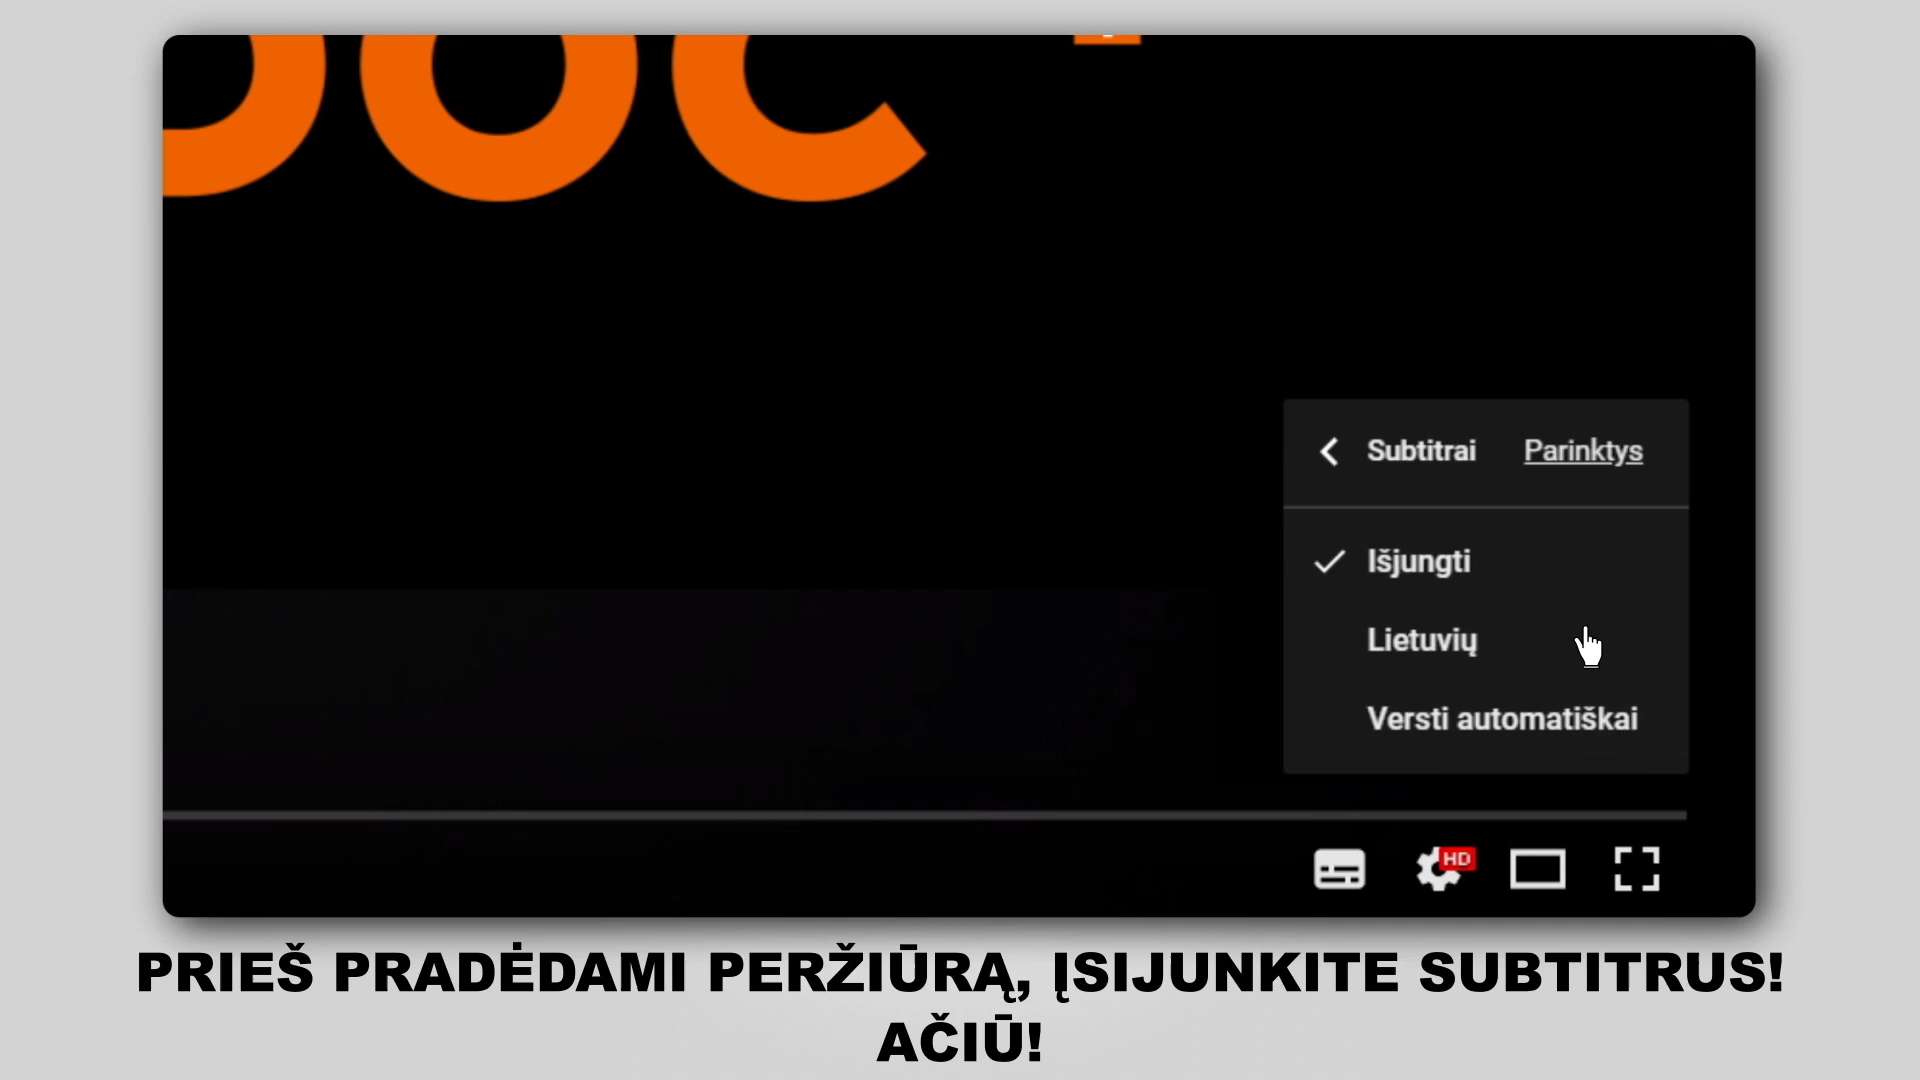 Subtitrai Parinktys
Išjungti
Lietuvių
Versti automatiškai
HD
PRIEŠ PRADĖDAMI PERŽIŪRĄ, ĮSIJUNKITE SUBTITRUS!
AČIŪ!